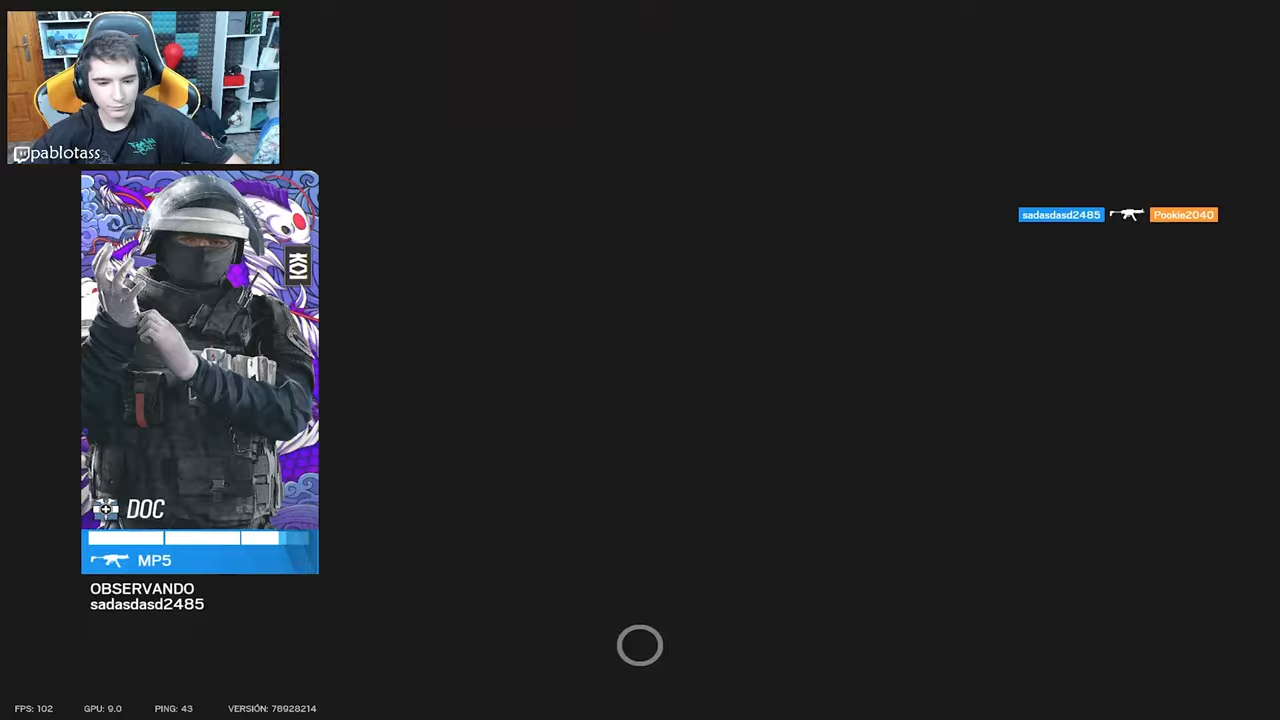 pablotass
sadasdasd2485 Pookie2040
KOI
DOC
MP5
OBSERVANDO
sadasdasd2485
FPS: 102 GPU: 9.0 PING: 43 VERSIÓN: 78928214